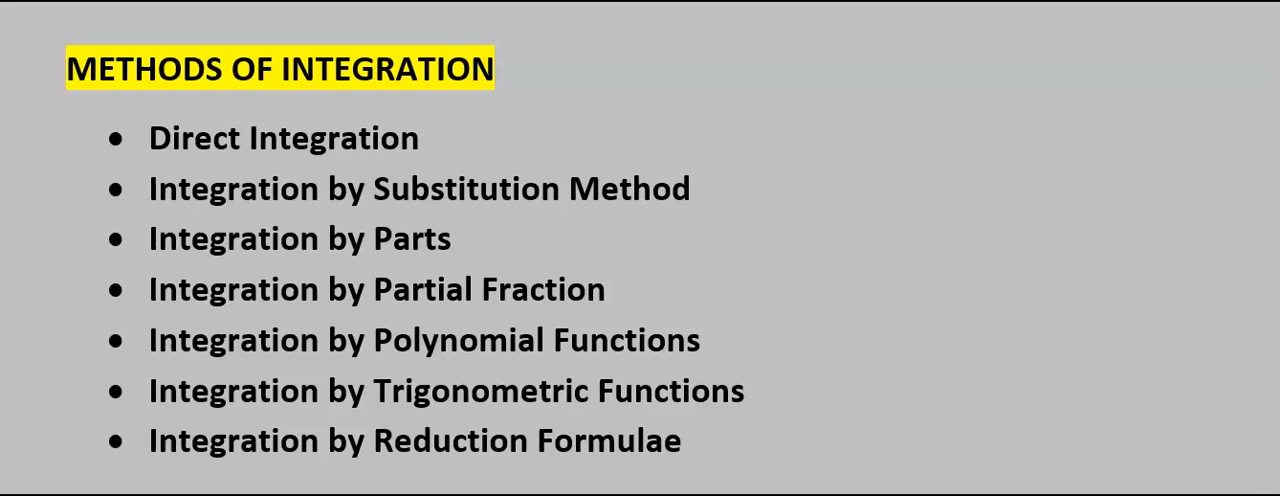 METHODS OF INTEGRATION
• Direct Integration
• Integration by Substitution Method
• Integration by Parts
• Integration by Partial Fraction
• Integration by Polynomial Functions
• Integration by Trigonometric Functions
• Integration by Reduction Formulae